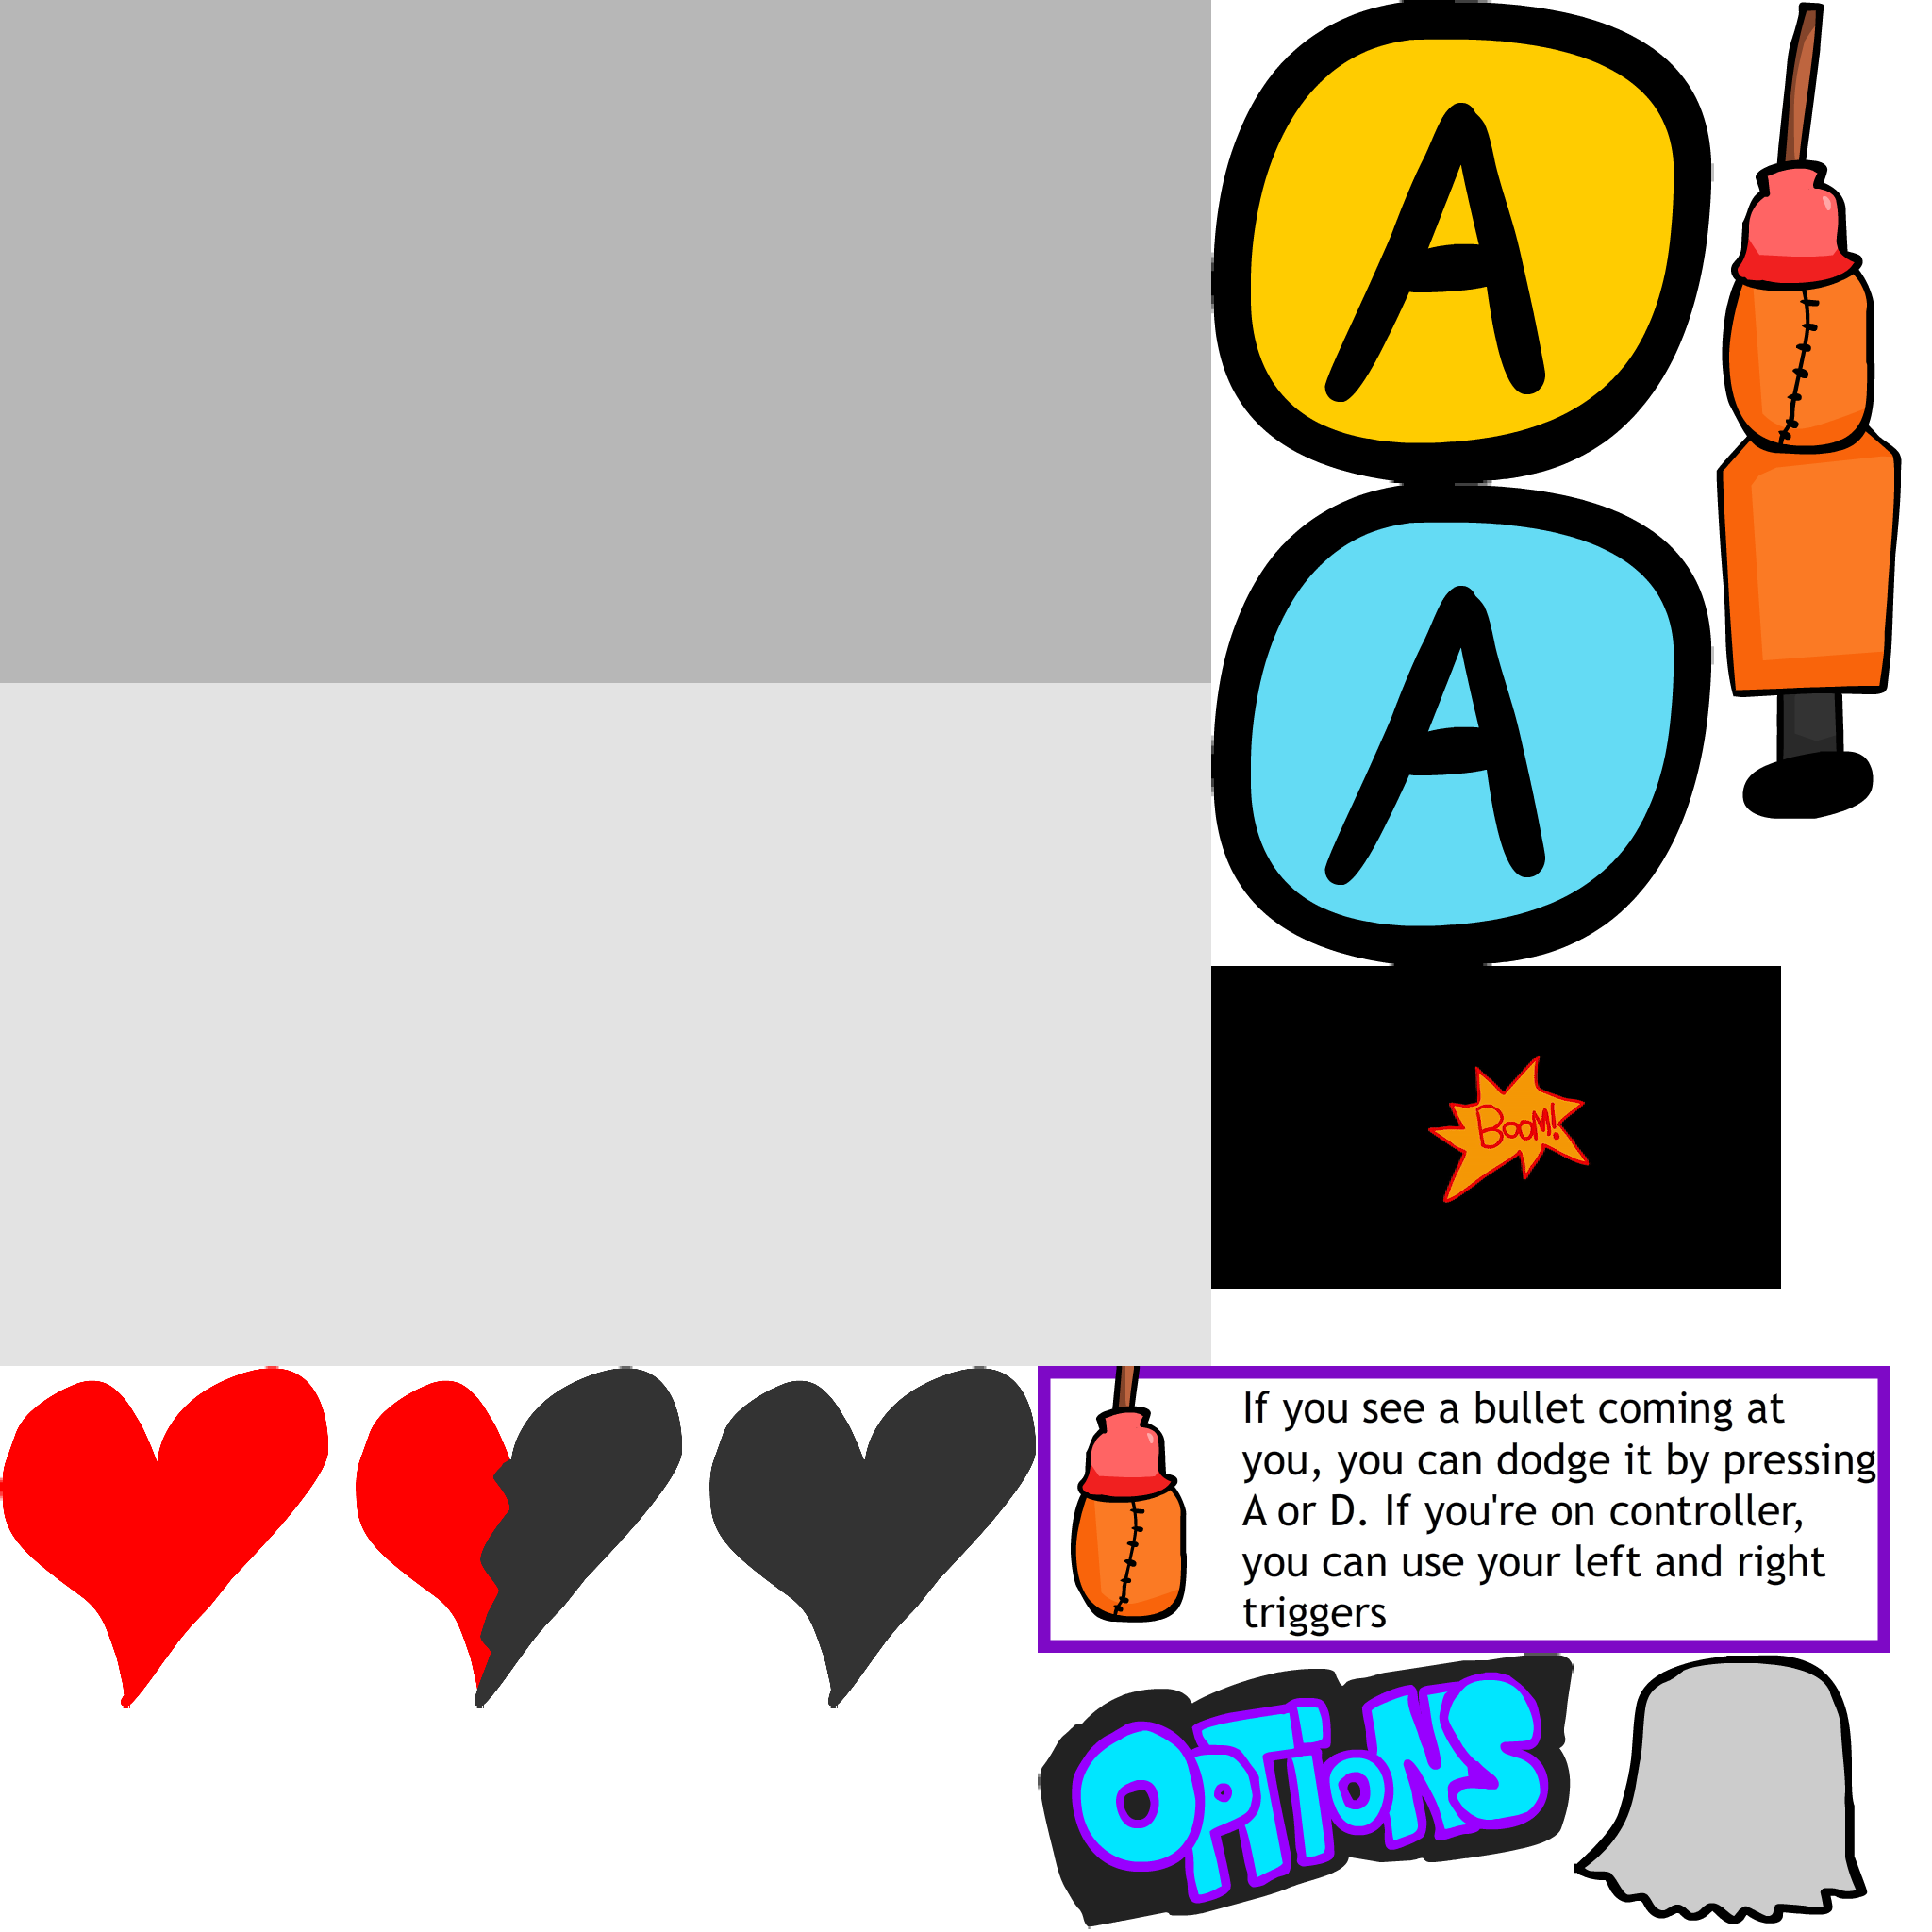 A
A
BOOM!
If you see a bullet coming at
you, you can dodge it by pressing
A or D. If you're on controller,
you can use your left and right
triggers
OPTiONS